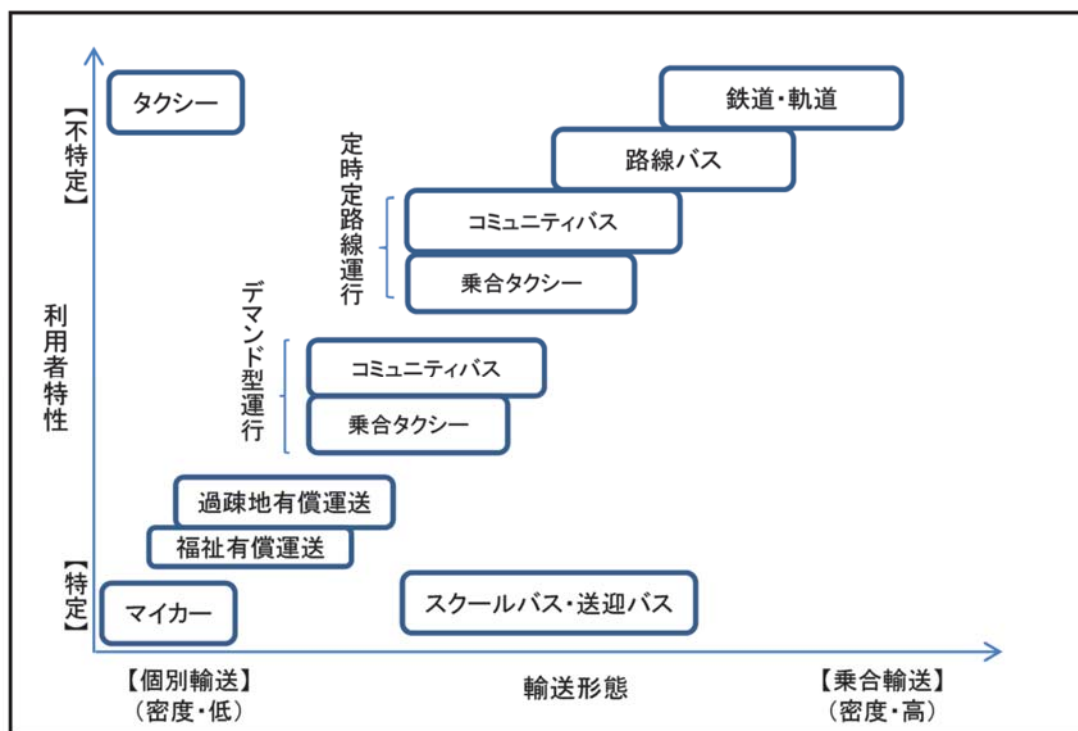 【不特定】
利用者特性
【特定】
タクシー
鉄道・軌道
路線バス
定時定路線運行
コミュニティバス
乗合タクシー
デマンド型運行
コミュニティバス
乗合タクシー
過疎地有償運送
福祉有償運送
マイカー
スクールバス・送迎バス
【個別輸送】
(密度・低)
輸送形態
【乗合輸送】
(密度・高)